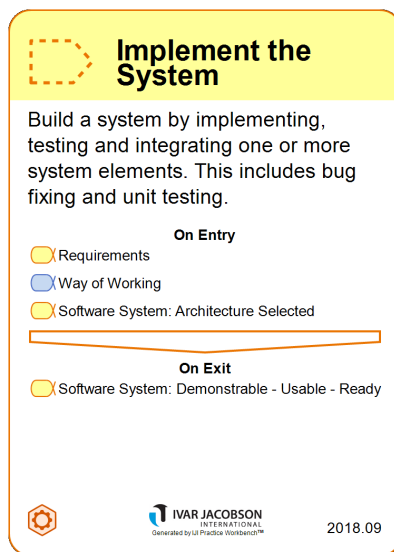 Implement the
System
Build a system by implementing,
testing and integrating one or more
system elements. This includes bug
fixing and unit testing.
On Entry
Requirements
Way of Working
Software System: Architecture Selected
On Exit
Software System: Demonstrable - Usable - Ready
IVAR JACOBSON
INTERNATIONAL
Generated by IJI Practice Workbench™
2018.09